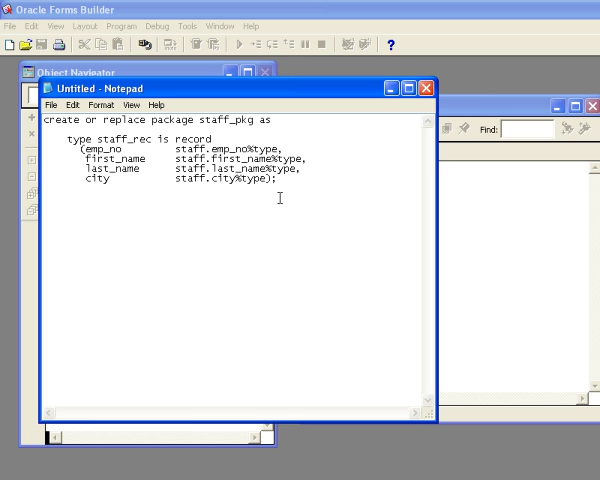 Oracle Forms Builder
File Edit View Layout Program Debug Tools Window Help
Object Navigator
Untitled - Notepad
File Edit Format View Help
create or replace package staff_pkg as
type staff_rec is record
(emp_no staff.emp_no%type,
first_name staff.first_name%type,
last_name staff.last_name%type,
city staff.city%type);
Find: